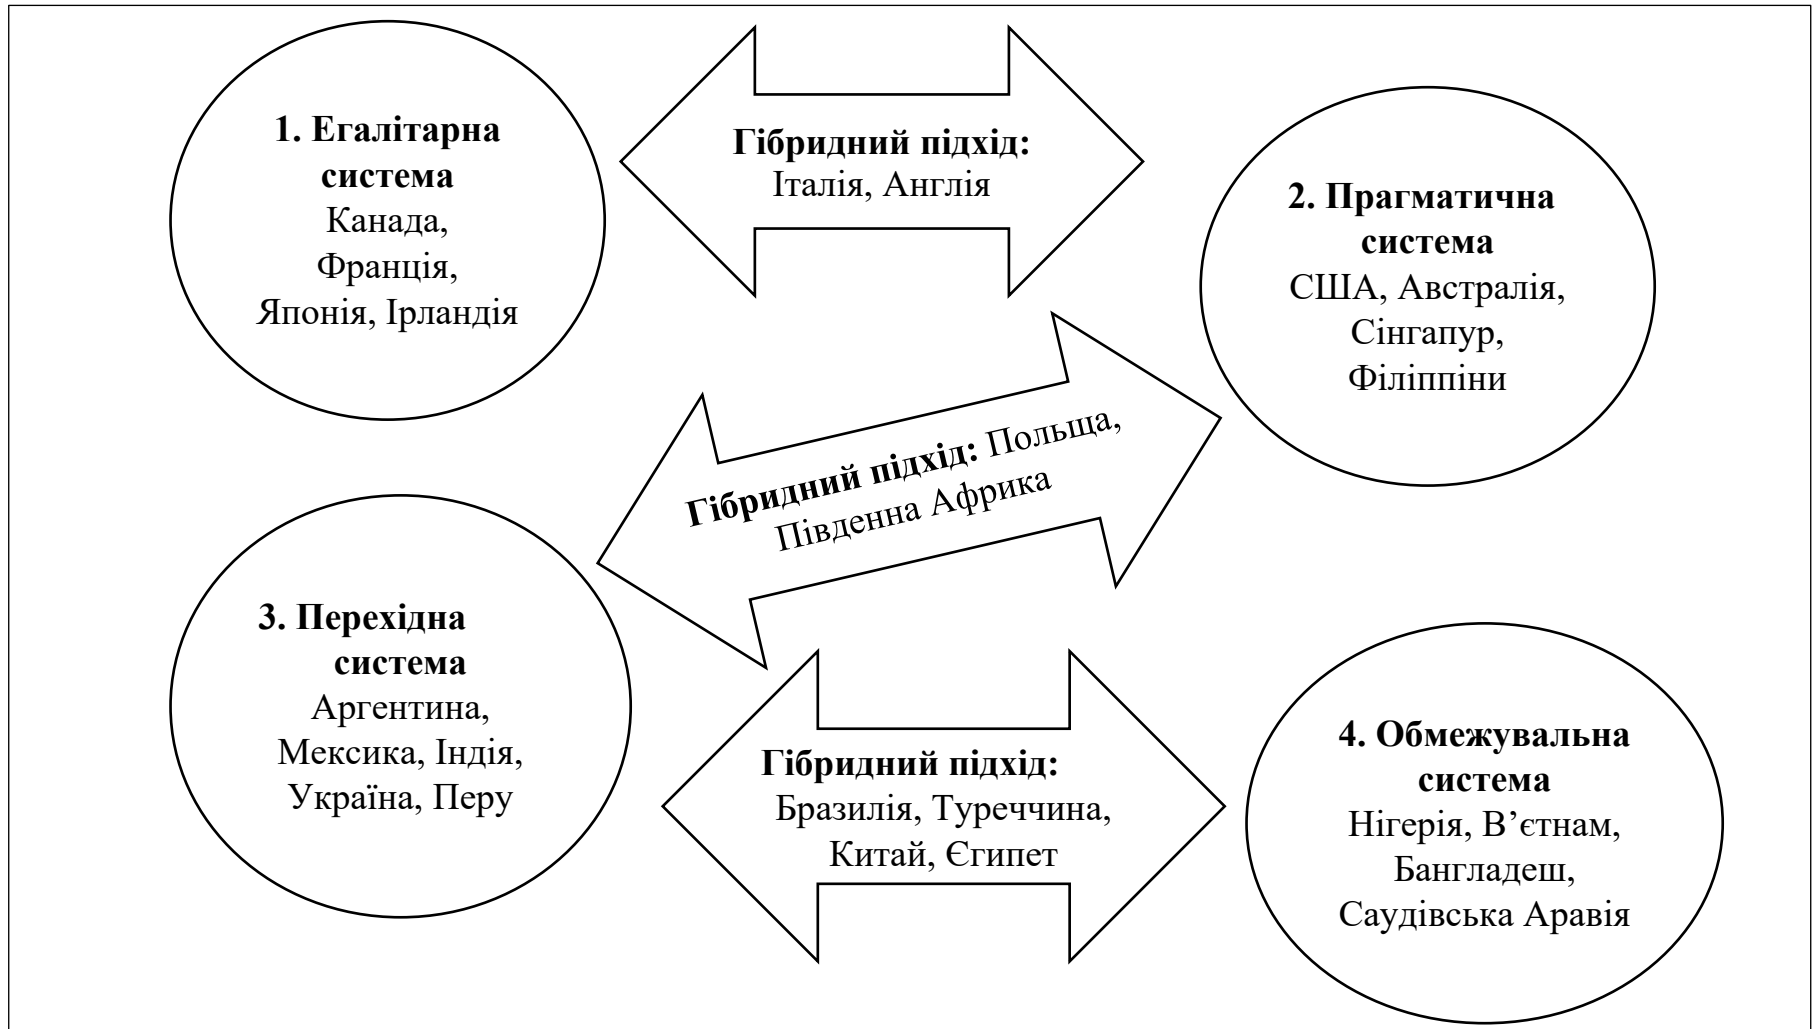 1. Егалітарна
система
Канада,
Франція,
Японія, Ірландія
Гібридний підхід:
Італія, Англія
2. Прагматична
система
США, Австралія,
Сінгапур,
Філіппіни
Гібридний підхід: Польща,
Південна Африка
3. Перехідна
система
Аргентина,
Мексика, Індія,
Україна, Перу
Гібридний підхід:
Бразилія, Туреччина,
Китай, Єгипет
4. Обмежувальна
система
Нігерія, В’єтнам,
Бангладеш,
Саудівська Аравія